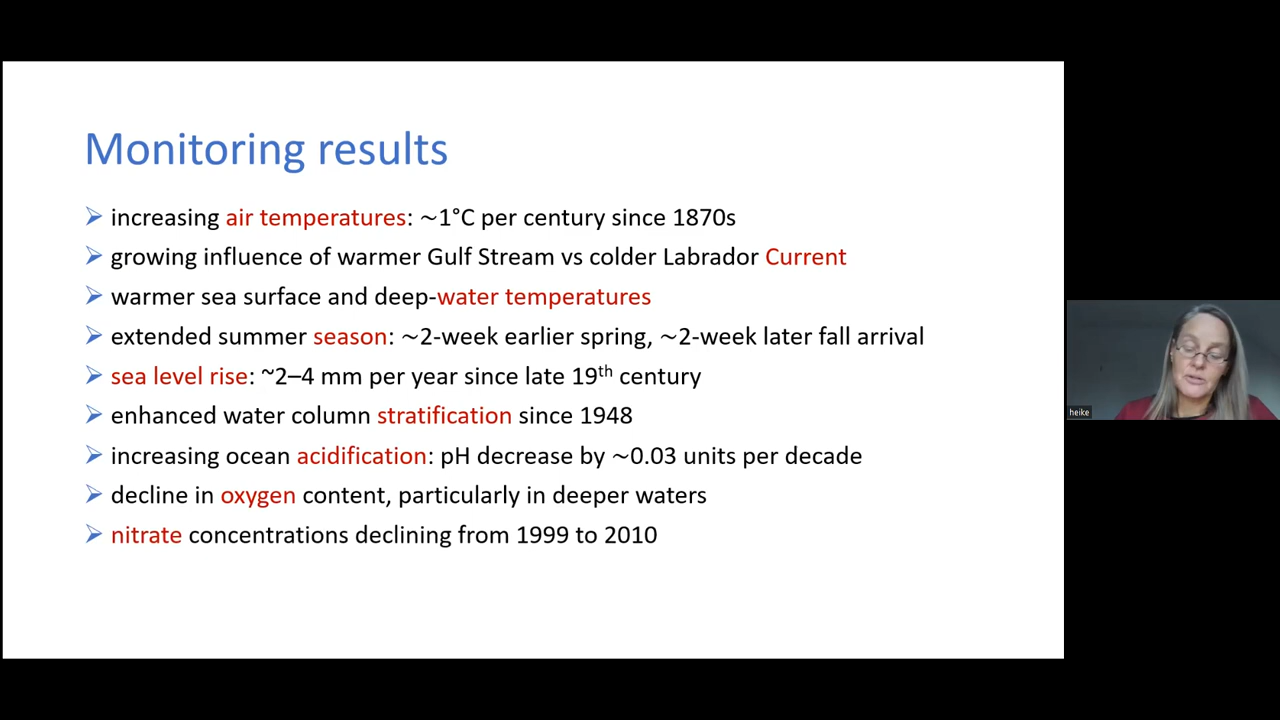 Monitoring results
increasing air temperatures: ~1°C per century since 1870s
growing influence of warmer Gulf Stream vs colder Labrador Current
warmer sea surface and deep-water temperatures
extended summer season: ~2-week earlier spring, ~2-week later fall arrival
sea level rise: ~2–4 mm per year since late 19th century
enhanced water column stratification since 1948
increasing ocean acidification: pH decrease by ~0.03 units per decade
decline in oxygen content, particularly in deeper waters
nitrate concentrations declining from 1999 to 2010
heike